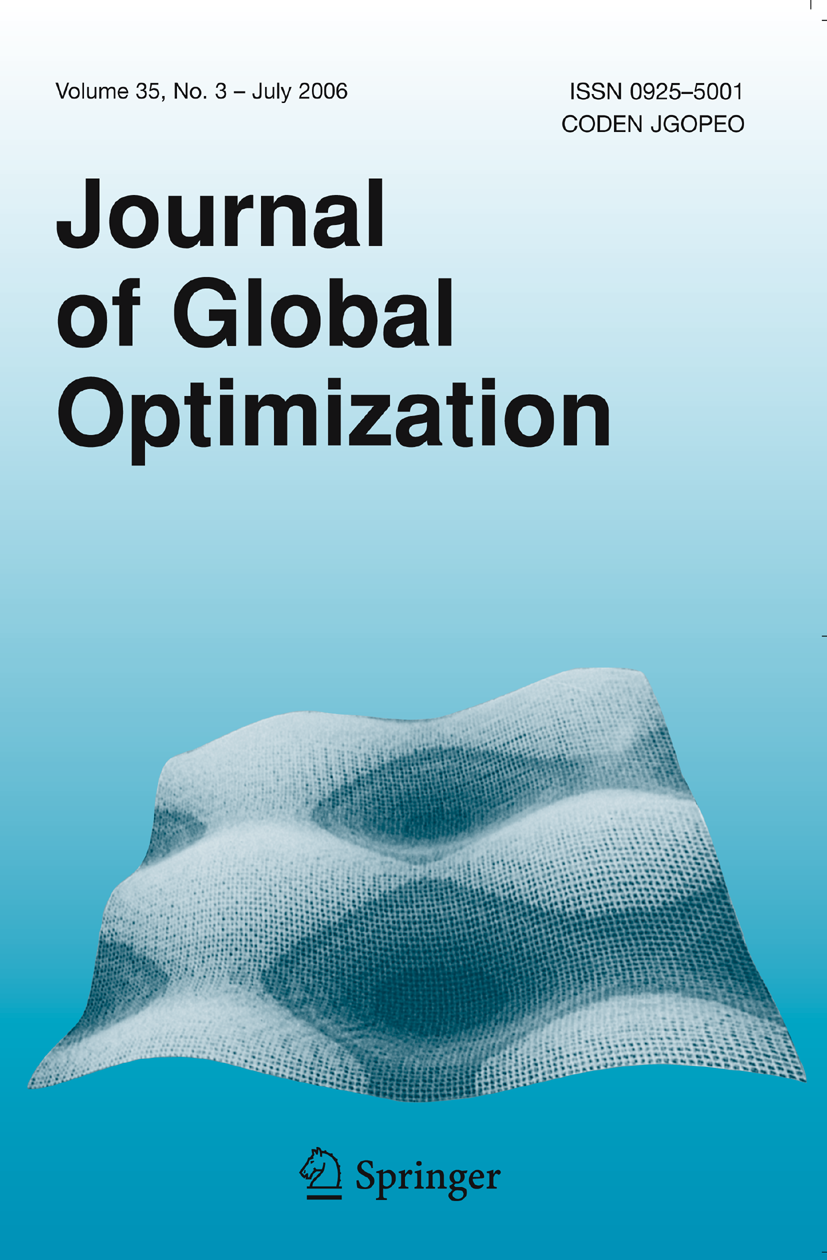 Volume 35, No. 3 – July 2006
ISSN 0925–5001
CODEN JGOPEO
Journal
of Global
Optimization
Springer